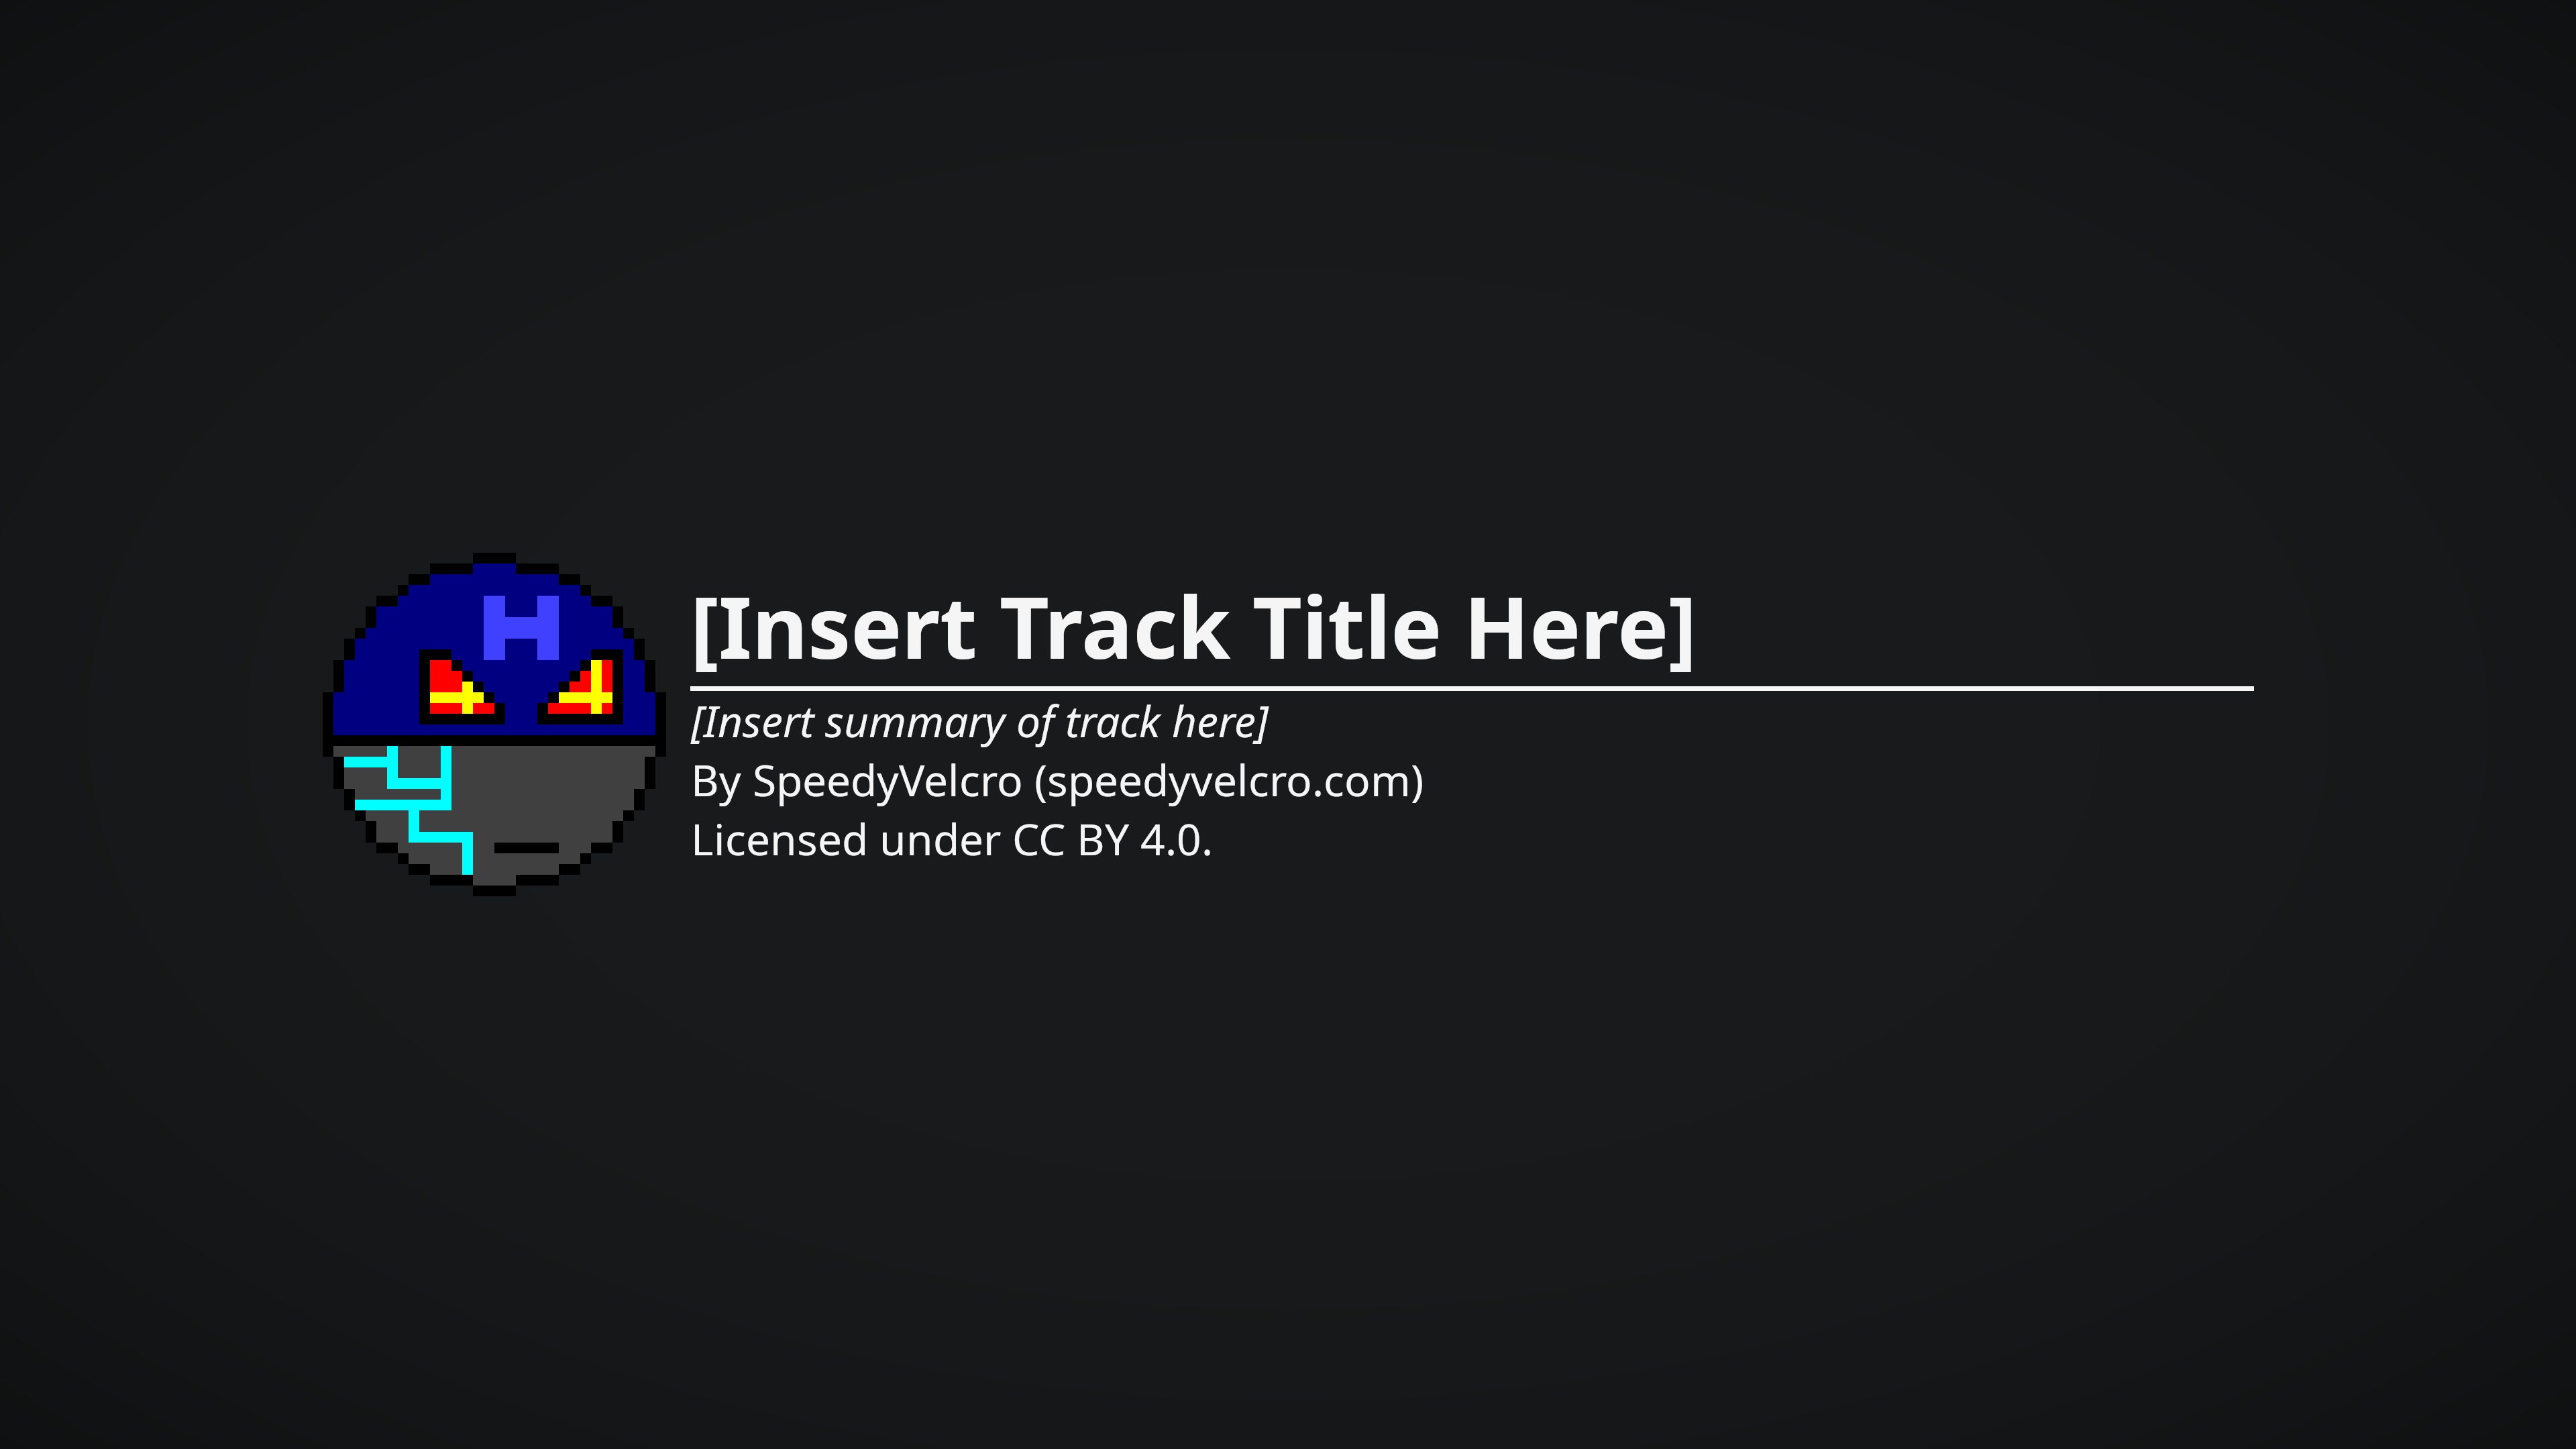 H
[Insert Track Title Here]
[Insert summary of track here]
By SpeedyVelcro (speedyvelcro.com)
Licensed under CC BY 4.0.